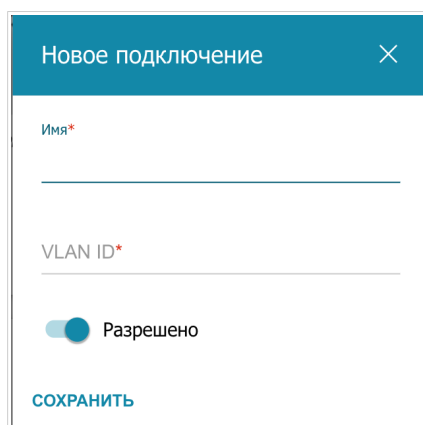 Новое подключение
Имя*
VLAN ID*
Разрешено
СОХРАНИТЬ